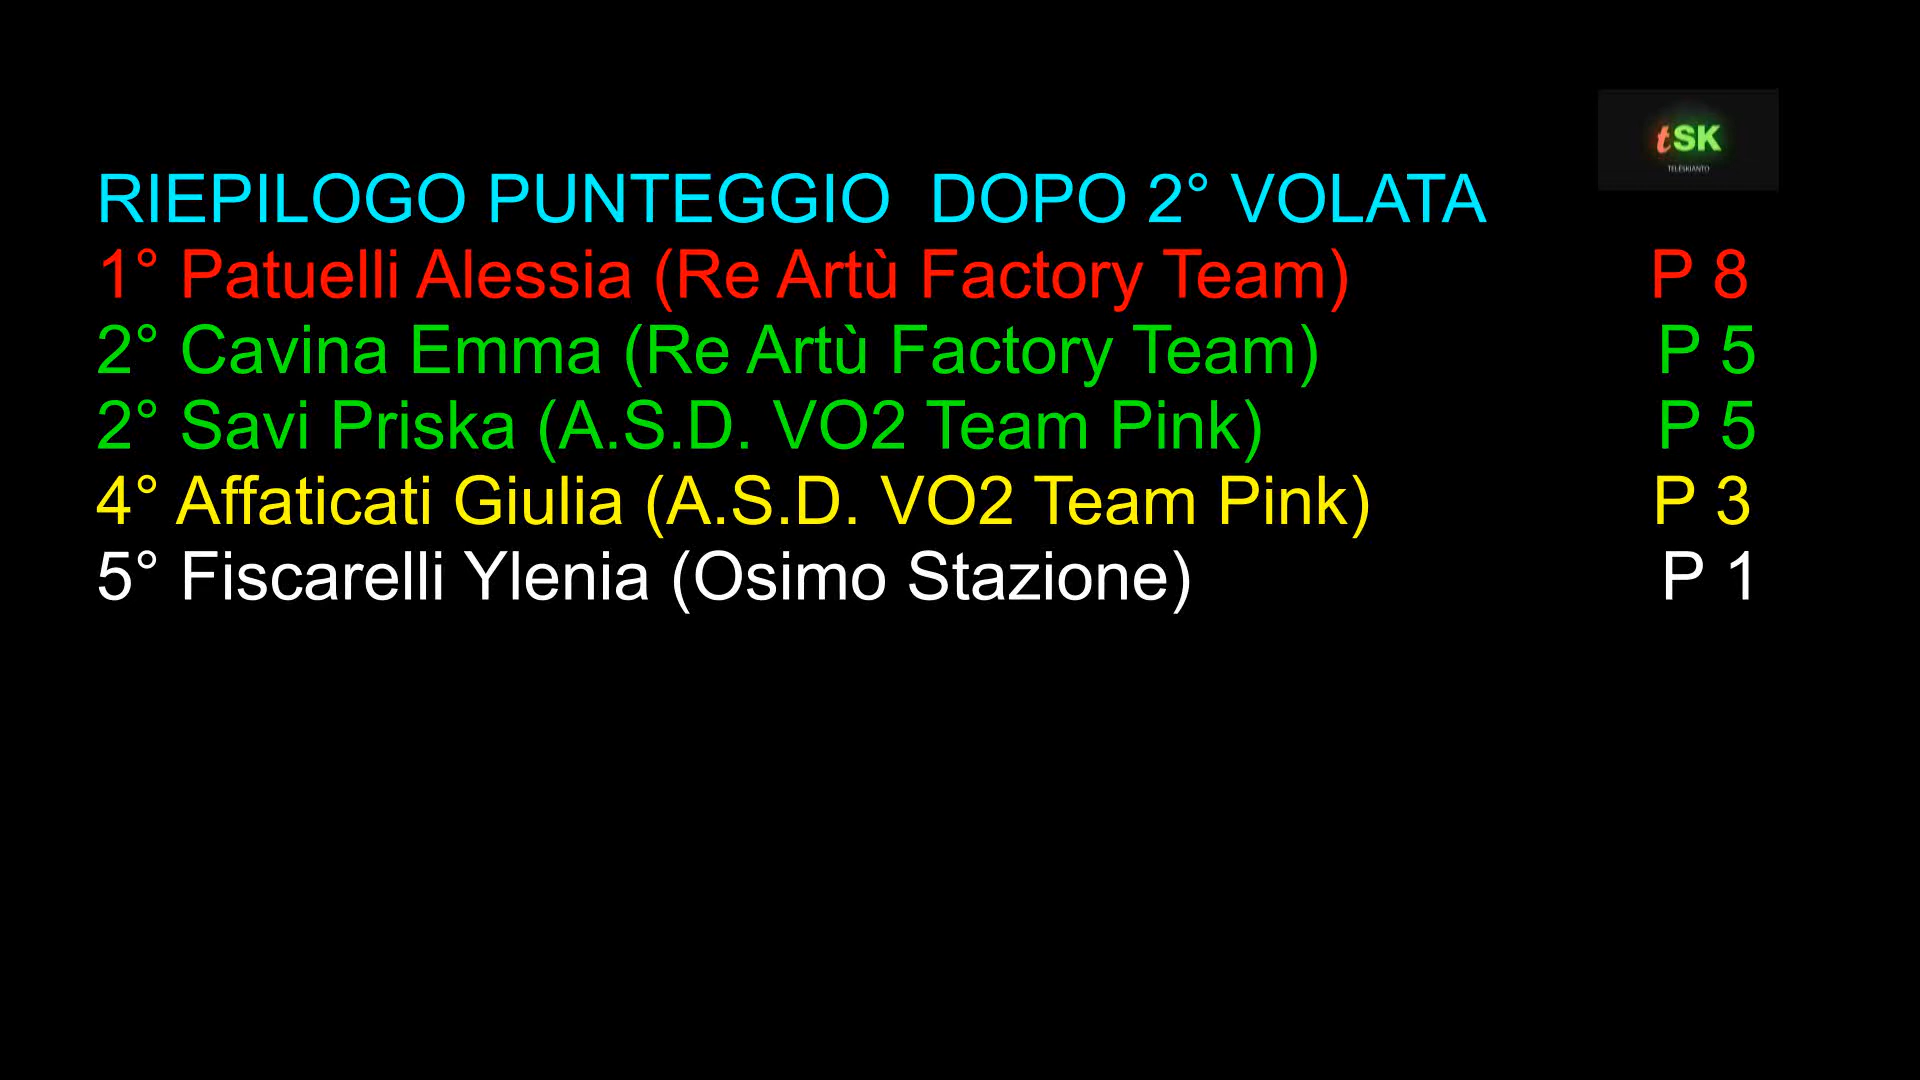 tSK
TELESKIANTO
RIEPILOGO PUNTEGGIO  DOPO 2° VOLATA
1° Patuelli Alessia (Re Artù Factory Team) P 8
2° Cavina Emma (Re Artù Factory Team) P 5
2° Savi Priska (A.S.D. VO2 Team Pink) P 5
4° Affaticati Giulia (A.S.D. VO2 Team Pink) P 3
5° Fiscarelli Ylenia (Osimo Stazione) P 1